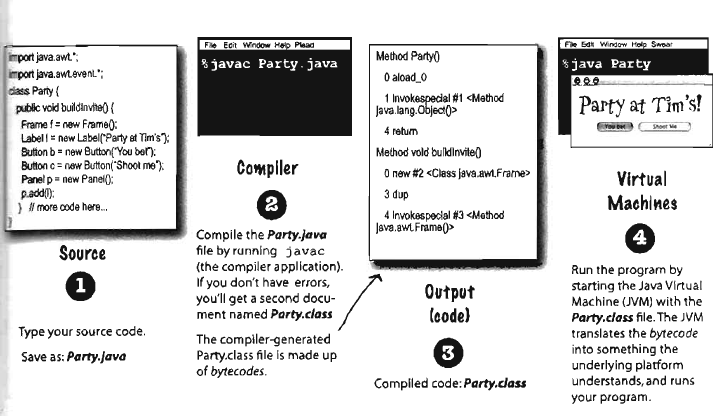 import java.awt.*;
import java.awt.event.*;
class Party {
public void buildInvite() {
Frame f = new Frame();
Label l = new Label("Party at Tim's");
Button b = new Button("You bet");
Button c = new Button("Shoot me");
Panel p = new Panel();
p.add(l);
} // more code here...
}
Source
1
Type your source code.
Save as: Party.java
File Edit Window Help Plead
%javac Party.java
Compiler
2
Compile the Party.java
file by running javac
(the compiler application).
If you don't have errors,
you'll get a second docu-
ment named Party.class
The compiler-generated
Party.class file is made up
of bytecodes.
Method Party()
0 aload_0
1 invokespecial #1 <Method
java.lang.Object()>
4 return
Method void buildInvite()
0 new #2 <Class java.awt.Frame>
3 dup
4 invokespecial #3 <Method
java.awt.Frame()>
Output
(code)
3
Compiled code: Party.class
File Edit Window Help Swear
%java Party
Party at Tim's!
You bet
Shoot Me
Virtual
Machines
4
Run the program by
starting the Java Virtual
Machine (JVM) with the
Party.class file. The JVM
translates the bytecode
into something the
underlying platform
understands, and runs
your program.